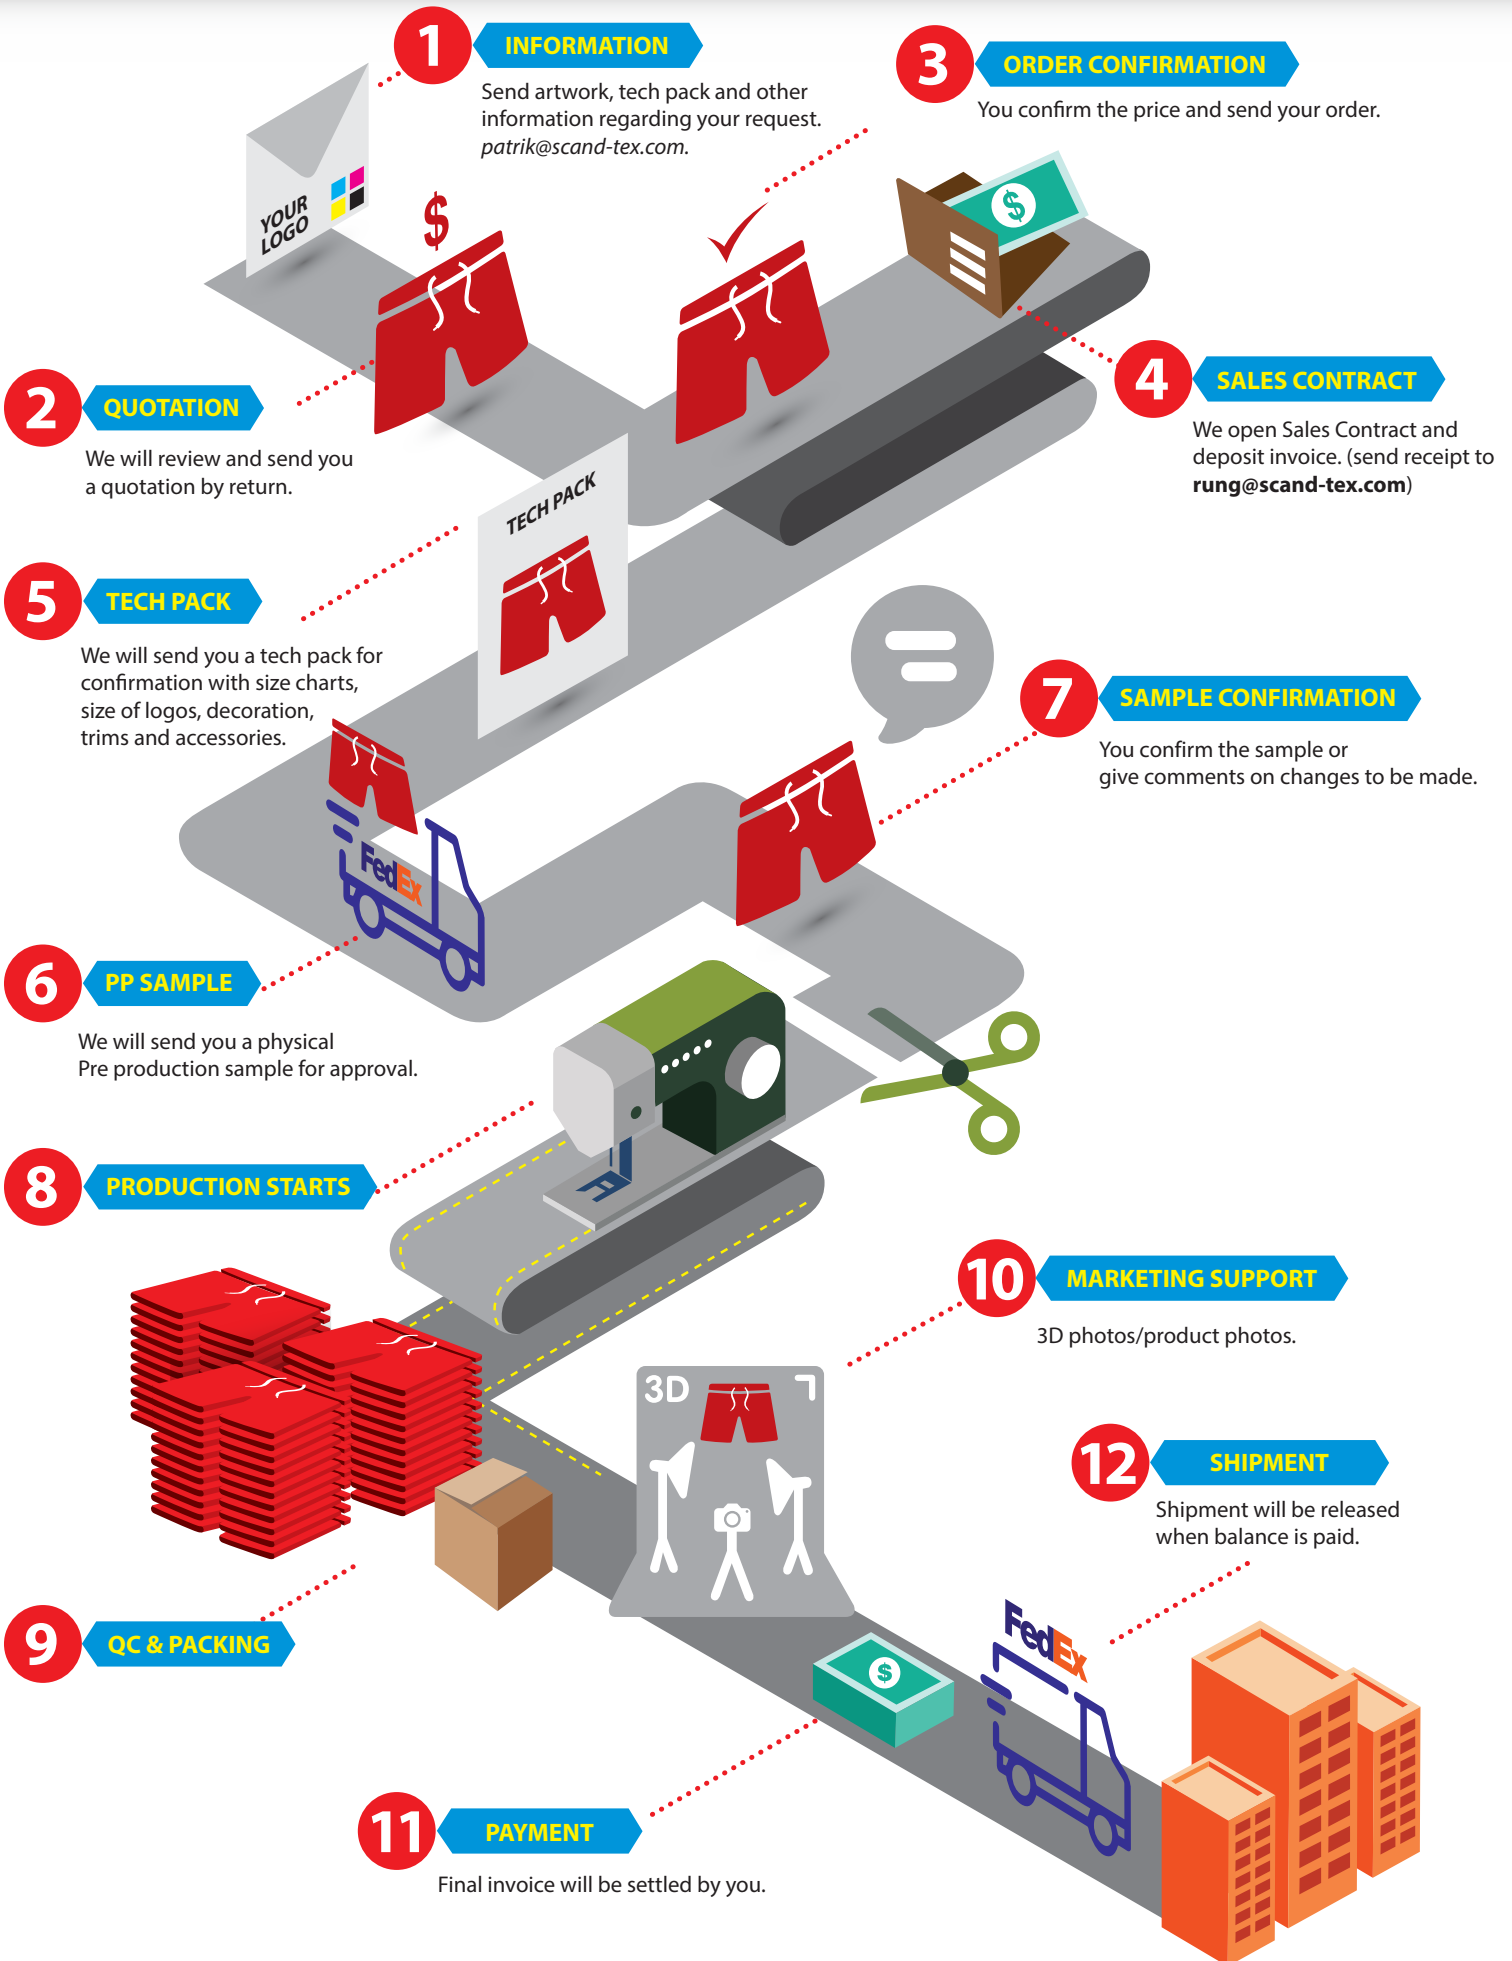 1
INFORMATION
Send artwork, tech pack and other
information regarding your request.
patrik@scand-tex.com.
3
ORDER CONFIRMATION
You confirm the price and send your order.
YOUR
LOGO
$
$
2
QUOTATION
We will review and send you
a quotation by return.
4
SALES CONTRACT
We open Sales Contract and
deposit invoice. (send receipt to
rung@scand-tex.com)
TECH PACK
5
TECH PACK
We will send you a tech pack for
confirmation with size charts,
size of logos, decoration,
trims and accessories.
7
SAMPLE CONFIRMATION
You confirm the sample or
give comments on changes to be made.
FedEx
6
PP SAMPLE
We will send you a physical
Pre production sample for approval.
8
PRODUCTION STARTS
10
MARKETING SUPPORT
3D photos/product photos.
3D
12
SHIPMENT
Shipment will be released
when balance is paid.
9
QC & PACKING
FedEx
$
11
PAYMENT
Final invoice will be settled by you.